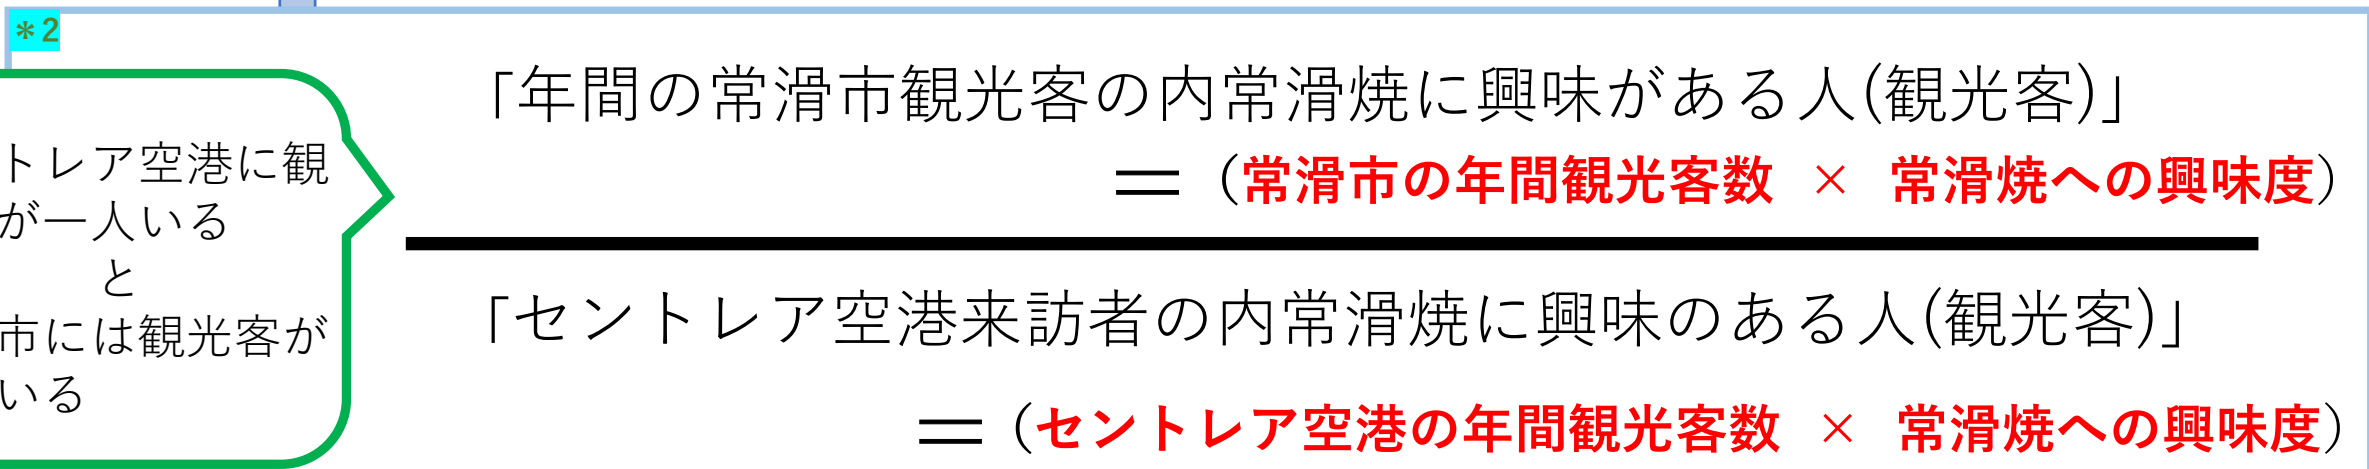 *2
トレア空港に観
が一人いる
と
市には観光客が
いる
「年間の常滑市観光客の内常滑焼に興味がある人(観光客)」
＝（常滑市の年間観光客数 × 常滑焼への興味度）
「セントレア空港来訪者の内常滑焼に興味のある人(観光客)」
＝（セントレア空港の年間観光客数 × 常滑焼への興味度）